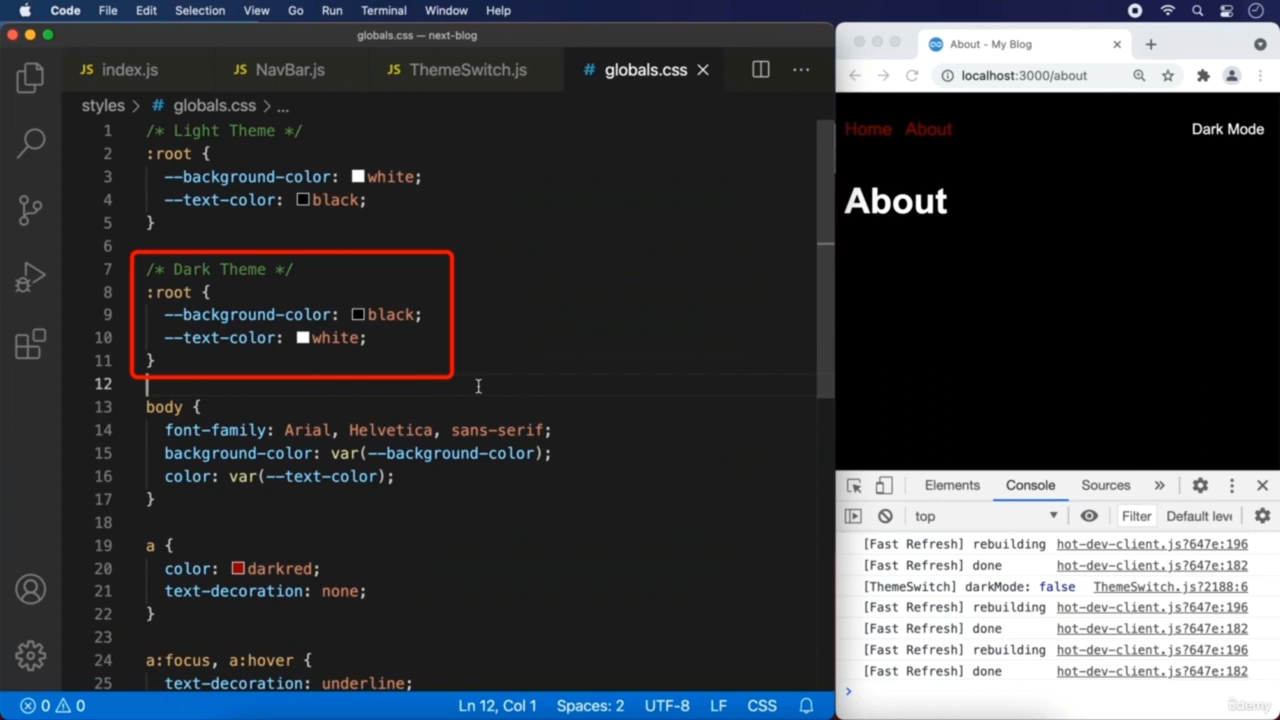 Code File Edit Selection View Go Run Terminal Window Help
globals.css — next-blog
JS index.js JS NavBar.js JS ThemeSwitch.js # globals.css
styles > # globals.css > ...
1 /* Light Theme */
2 :root {
3 --background-color: white;
4 --text-color: black;
5 }
6
7 /* Dark Theme */
8 :root {
9 --background-color: black;
10 --text-color: white;
11 }
12
13 body {
14 font-family: Arial, Helvetica, sans-serif;
15 background-color: var(--background-color);
16 color: var(--text-color);
17 }
18
19 a {
20 color: darkred;
21 text-decoration: none;
22 }
23
24 a:focus, a:hover {
25 text-decoration: underline;
0 0 Ln 12, Col 1 Spaces: 2 UTF-8 LF CSS
About - My Blog
localhost:3000/about
Home About Dark Mode
About
Elements Console Sources »
top Filter Default leve
[Fast Refresh] rebuilding hot-dev-client.js?647e:196
[Fast Refresh] done hot-dev-client.js?647e:182
[ThemeSwitch] darkMode: false ThemeSwitch.js?2188:6
[Fast Refresh] rebuilding hot-dev-client.js?647e:196
[Fast Refresh] done hot-dev-client.js?647e:182
[Fast Refresh] rebuilding hot-dev-client.js?647e:196
[Fast Refresh] done hot-dev-client.js?647e:182
>
ûdemy